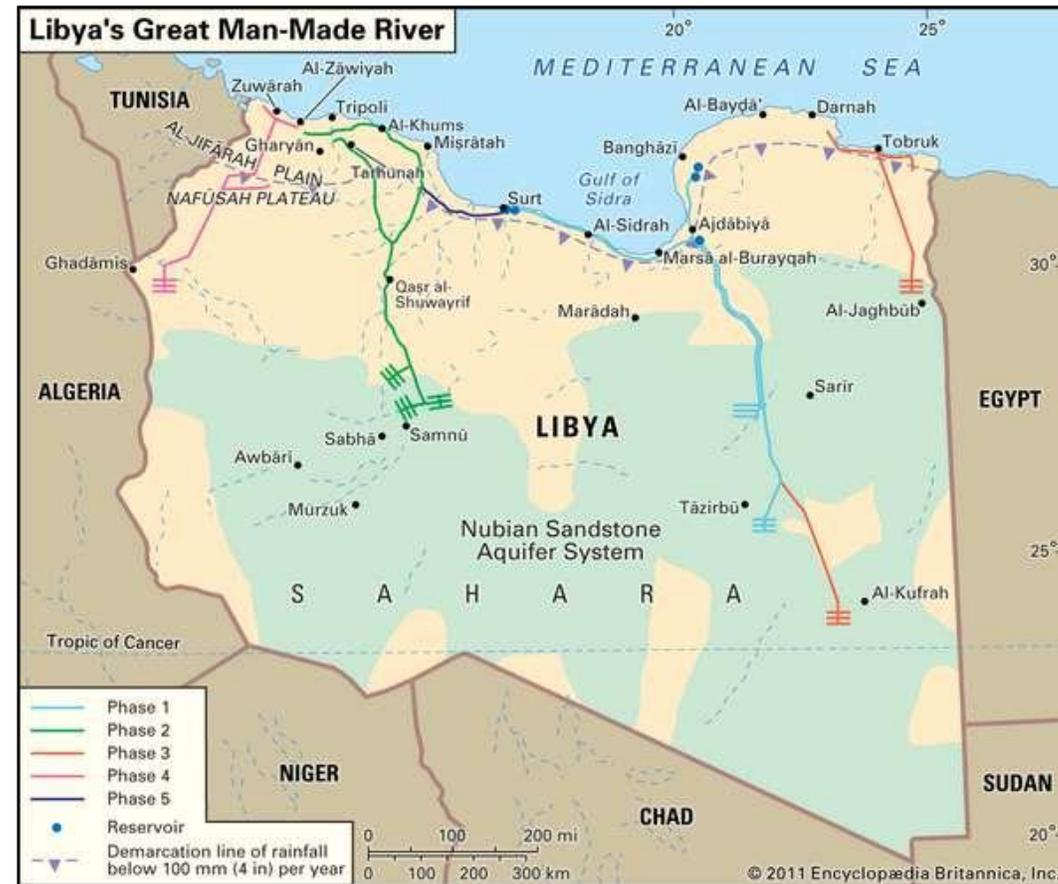 Libya's Great Man-Made River
20°
25°
MEDITERRANEAN SEA
Al-Zāwiyah
Zuwārah
TUNISIA
Tripoli
Al-Khums
Al-Bayḍā'
Darnah
AL-JIFĀRAH
PLAIN
Gharyān
Miṣrātah
Banghāzī
Tobruk
Tarhūnah
NAFŪSAH PLATEAU
Gulf of
Sidra
Surt
Al-Sidrah
Ajdābiyā
Marsā al-Burayqah
Ghadāmis
30°
Qaṣr al-
Shuwayrif
Marādah
Al-Jaghbūb
ALGERIA
Sarīr
EGYPT
LIBYA
Sabhā
Samnū
Awbārī
Murzuk
Tāzirbū
Nubian Sandstone
Aquifer System
25°
SAHARA
Al-Kufrah
Tropic of Cancer
Phase 1
Phase 2
Phase 3
Phase 4
Phase 5
Reservoir
Demarcation line of rainfall
below 100 mm (4 in) per year
NIGER
CHAD
SUDAN
20°
0 100 200 mi
0 100 200 300 km
© 2011 Encyclopædia Britannica, Inc